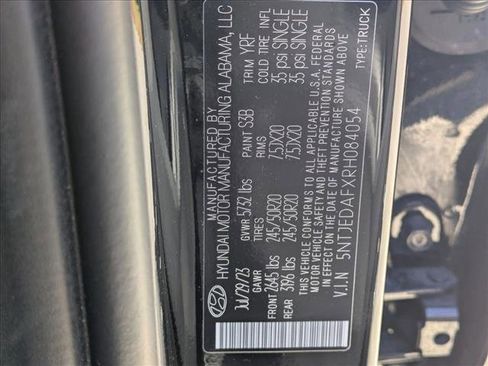 MANUFACTURED BY
HYUNDAI MOTOR MANUFACTURING ALABAMA, LLC
JUL/29/23 GVWR 5732 lbs PAINT S3B TRIM YRF
GAWR RIMS COLD TIRE INFL
FRONT 2645 lbs 245/50R20 7.5JX20 35 psi SINGLE
REAR 3196 lbs 245/50R20 7.5JX20 35 psi SINGLE
THIS VEHICLE CONFORMS TO ALL APPLICABLE U.S.A. FEDERAL
MOTOR VEHICLE SAFETY AND THEFT PREVENTION STANDARDS
IN EFFECT ON THE DATE OF MANUFACTURE SHOWN ABOVE
V.I.N 5NTJEDAFXRH084054 TYPE:TRUCK